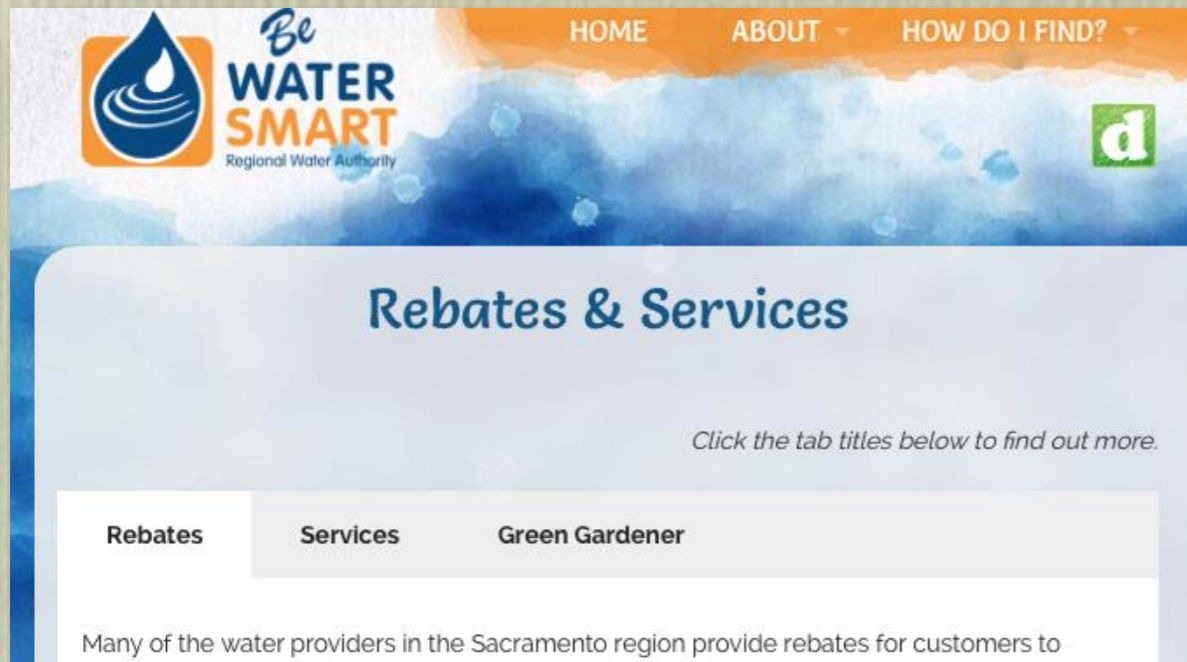 Be
WATER
SMART
Regional Water Authority
HOME ABOUT HOW DO I FIND?
d
Rebates & Services
Click the tab titles below to find out more.
Rebates Services Green Gardener
Many of the water providers in the Sacramento region provide rebates for customers to